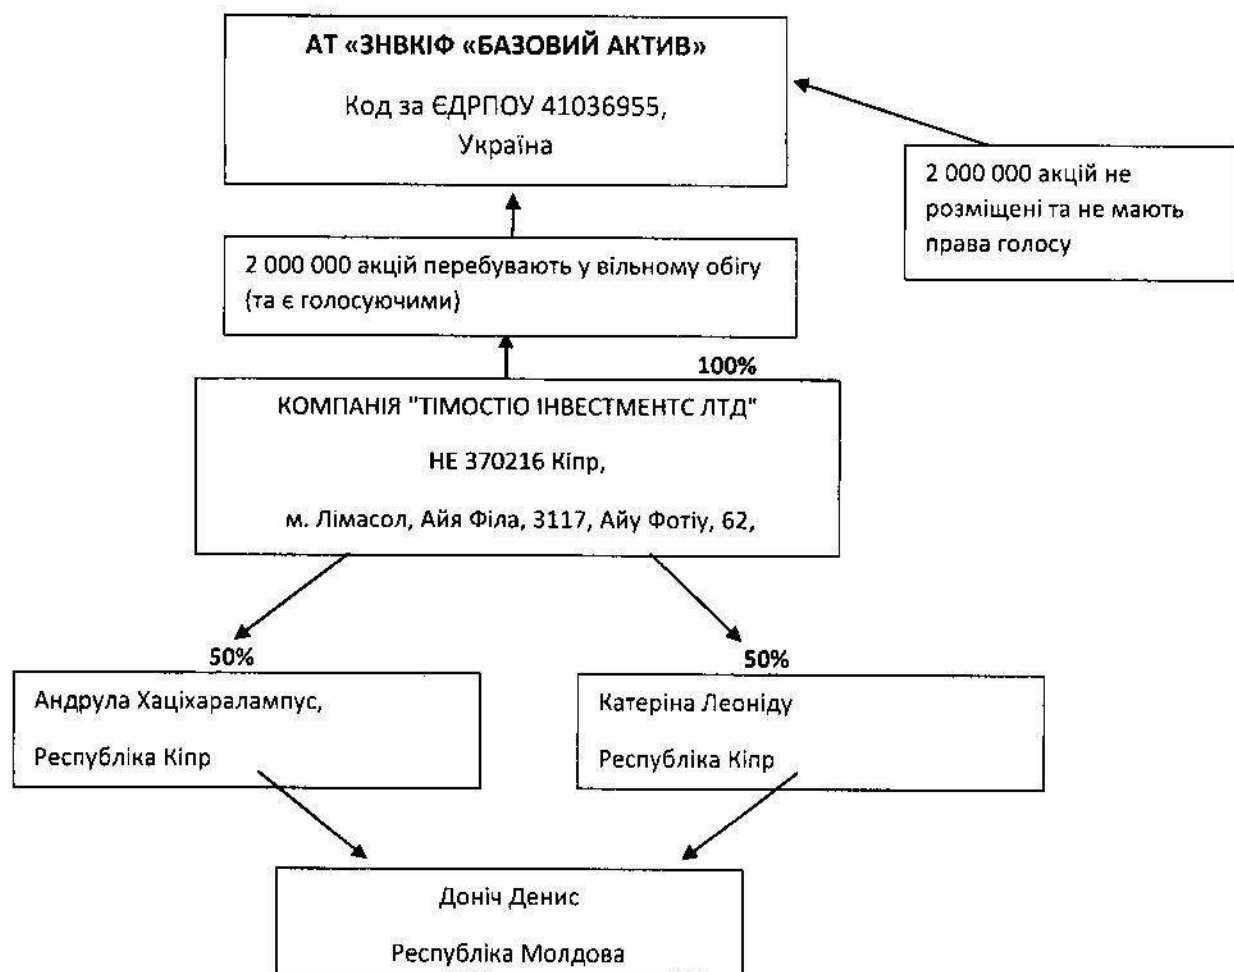 АТ «ЗНВКІФ «БАЗОВИЙ АКТИВ»
Код за ЄДРПОУ 41036955,
Україна
2 000 000 акцій не
розміщені та не мають
права голосу
2 000 000 акцій перебувають у вільному обігу
(та є голосуючими)
100%
КОМПАНІЯ "ТІМОСТІО ІНВЕСТМЕНТС ЛТД"
НЕ 370216 Кіпр,
м. Лімасол, Айя Філа, 3117, Айу Фотіу, 62,
50%
50%
Андрула Хаціхаралампус,
Республіка Кіпр
Катеріна Леоніду
Республіка Кіпр
Доніч Денис
Республіка Молдова